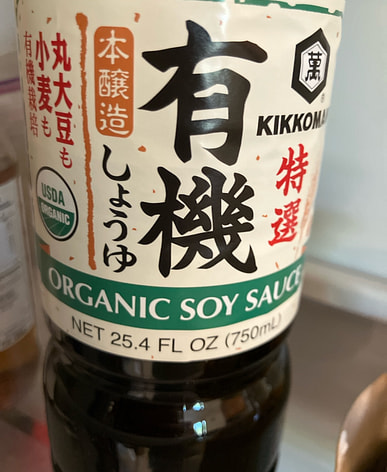 萬
KIKKOMA
特選
有機
本醸造
しょうゆ
丸大豆も
小麦も
有機栽培
USDA
ORGANIC
ORGANIC SOY SAUCE
NET 25.4 FL OZ (750mL)